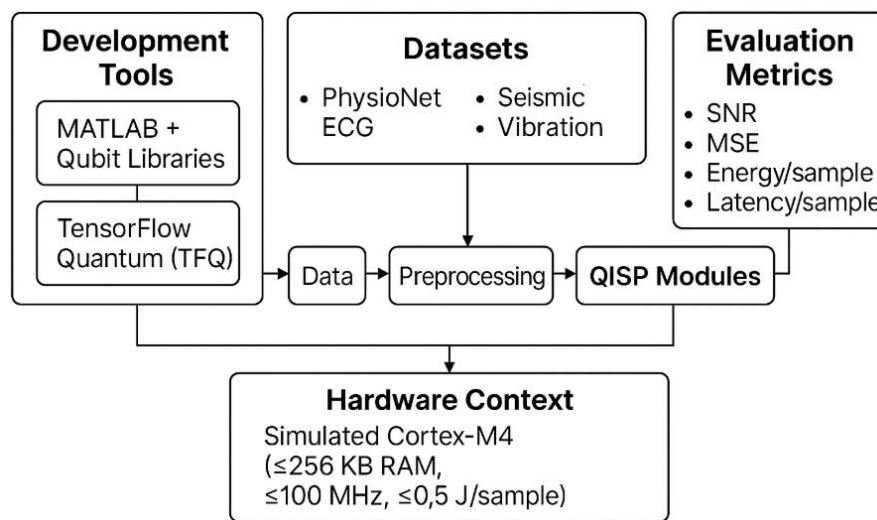 Development
Tools
MATLAB +
Qubit Libraries
TensorFlow
Quantum (TFQ)
Datasets
• PhysioNet
ECG
• Seismic
• Vibration
Evaluation
Metrics
• SNR
• MSE
• Energy/sample
• Latency/sample
Data
Preprocessing
QISP Modules
Hardware Context
Simulated Cortex-M4
(≤256 KB RAM,
≤100 MHz, ≤0,5 J/sample)